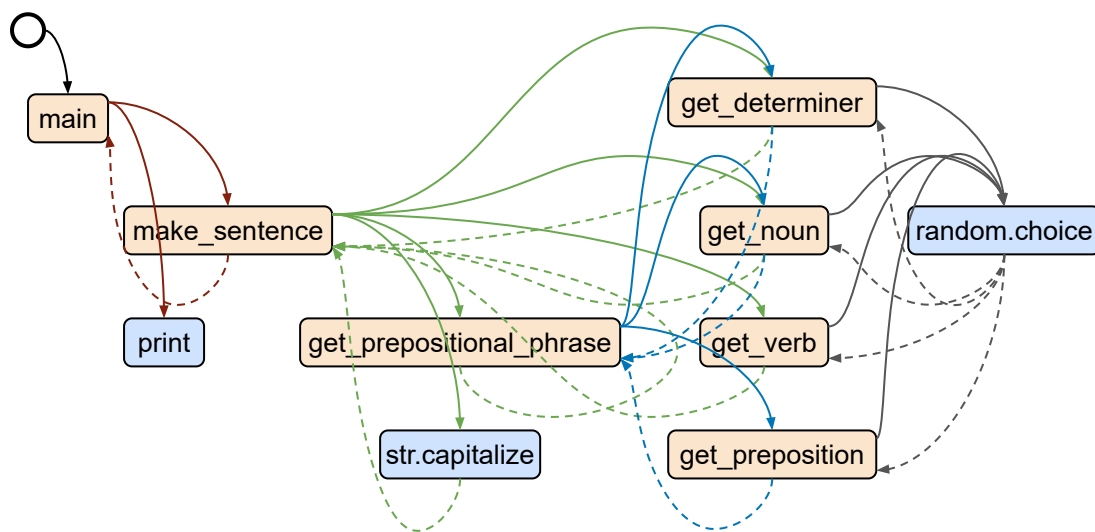 main
get_determiner
make_sentence
get_noun
random.choice
print
get_prepositional_phrase
get_verb
str.capitalize
get_preposition